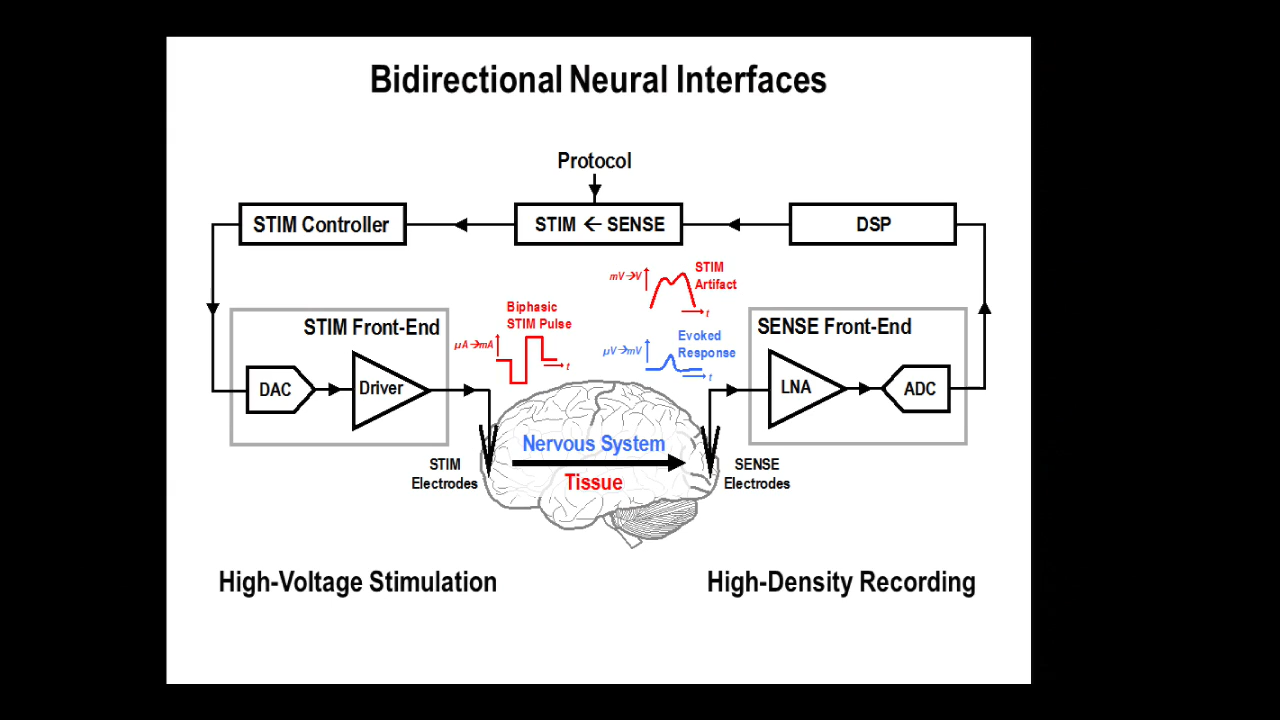 Bidirectional Neural Interfaces
Protocol
STIM Controller
STIM ← SENSE
DSP
mV→V
STIM
Artifact
t
Biphasic
STIM Pulse
μA→mA
t
Evoked
Response
μV→mV
t
STIM Front-End
DAC
Driver
SENSE Front-End
LNA
ADC
Nervous System
Tissue
STIM
Electrodes
SENSE
Electrodes
High-Voltage Stimulation
High-Density Recording